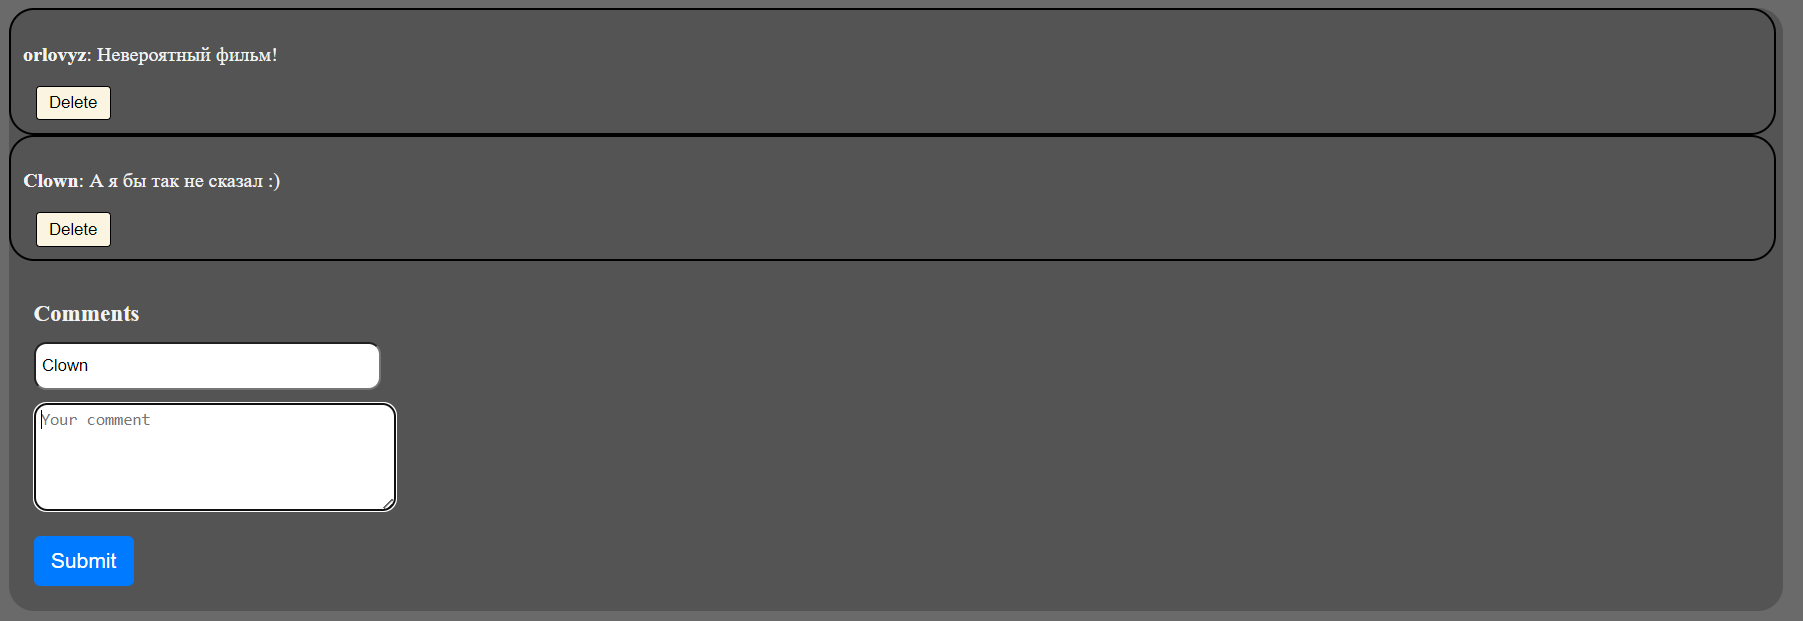 orlovyz: Невероятный фильм!
Delete
Clown: А я бы так не сказал :)
Delete
Comments
Clown
Your comment
Submit